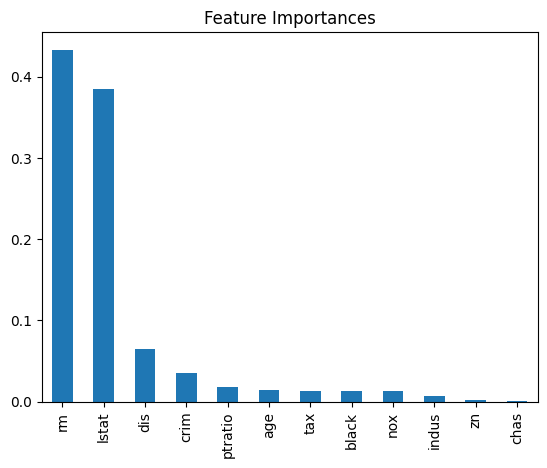 Feature Importances
0.4
0.3
0.2
0.1
0.0
rm
lstat
dis
crim
ptratio
age
tax
black
nox
indus
zn
chas